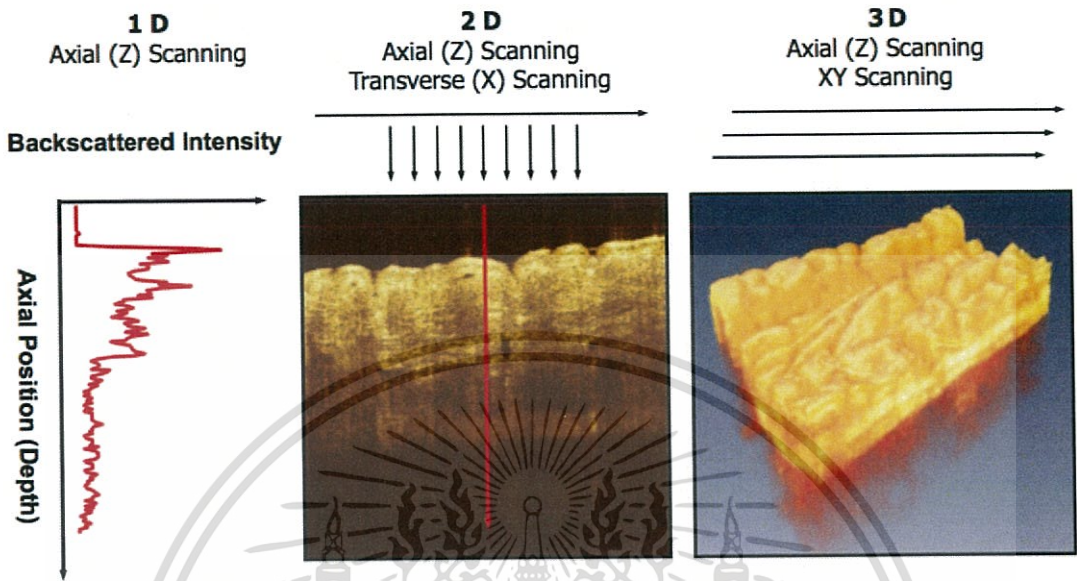 1 D
Axial (Z) Scanning
2 D
Axial (Z) Scanning
Transverse (X) Scanning
3 D
Axial (Z) Scanning
XY Scanning
Backscattered Intensity
Axial Position (Depth)